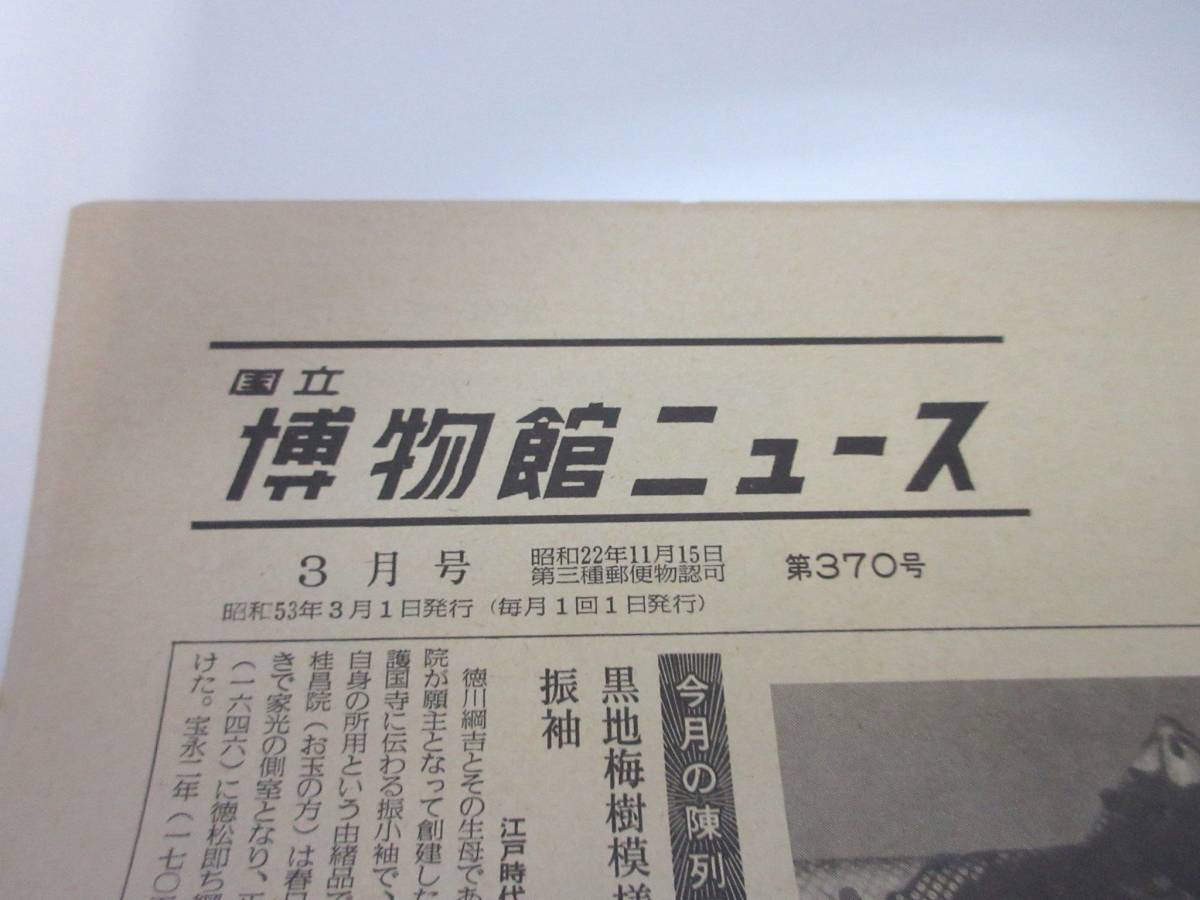 国立
博物館ニュース
3月号
昭和22年11月15日
第三種郵便物認可
第370号
昭和53年3月1日発行(毎月1回1日発行)
今月の陳列
黒地梅樹模様
振袖
江戸時代
徳川綱吉とその生母であ
院が願主となって創建した
護国寺に伝わる振小袖で、
自身の所用という由緒品で
桂昌院(お玉の方)は春日
きで家光の側室となり、正
(一六四六)に徳松即ち綱
けた。宝永二年(一七〇五